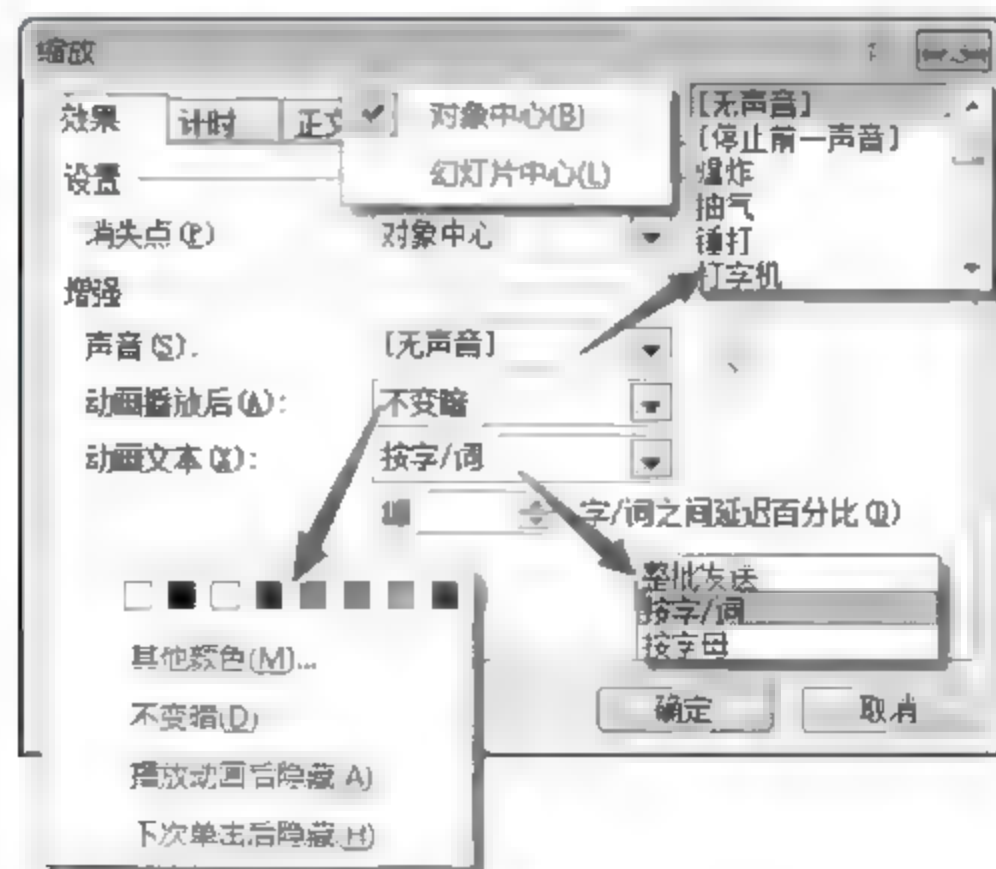 缩放
效果 计时 正文
对象中心(B)
幻灯片中心(L)
[无声音]
[停止前一声音]
爆炸
抽气
锤打
打字机
设置
消失点(P) 对象中心
增强
声音(S): [无声音]
动画播放后(A): 不变暗
动画文本(X): 按字/词
字/词之间延迟百分比(D)
整批发送
按字/词
按字母
其他颜色(M)...
不变暗(D)
播放动画后隐藏(A)
下次单击后隐藏(H)
确定 取消